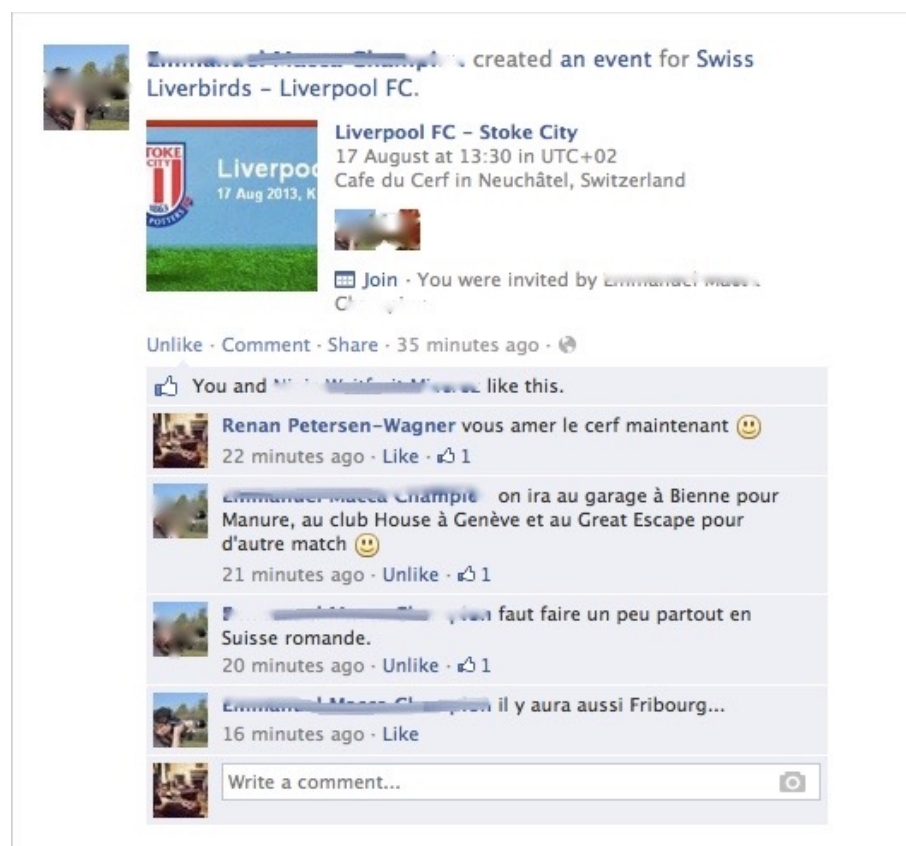 created an event for Swiss
Liverbirds – Liverpool FC.
STOKE
CITY
1863
POTTERS
Liverpoo
17 Aug 2013, K
Liverpool FC – Stoke City
17 August at 13:30 in UTC+02
Cafe du Cerf in Neuchâtel, Switzerland
Join · You were invited by
Unlike · Comment · Share · 35 minutes ago ·
You and like this.
Renan Petersen-Wagner vous amer le cerf maintenant
22 minutes ago · Like · 1
on ira au garage à Bienne pour
Manure, au club House à Genève et au Great Escape pour
d'autre match
21 minutes ago · Unlike · 1
faut faire un peu partout en
Suisse romande.
20 minutes ago · Unlike · 1
il y aura aussi Fribourg...
16 minutes ago · Like
Write a comment...